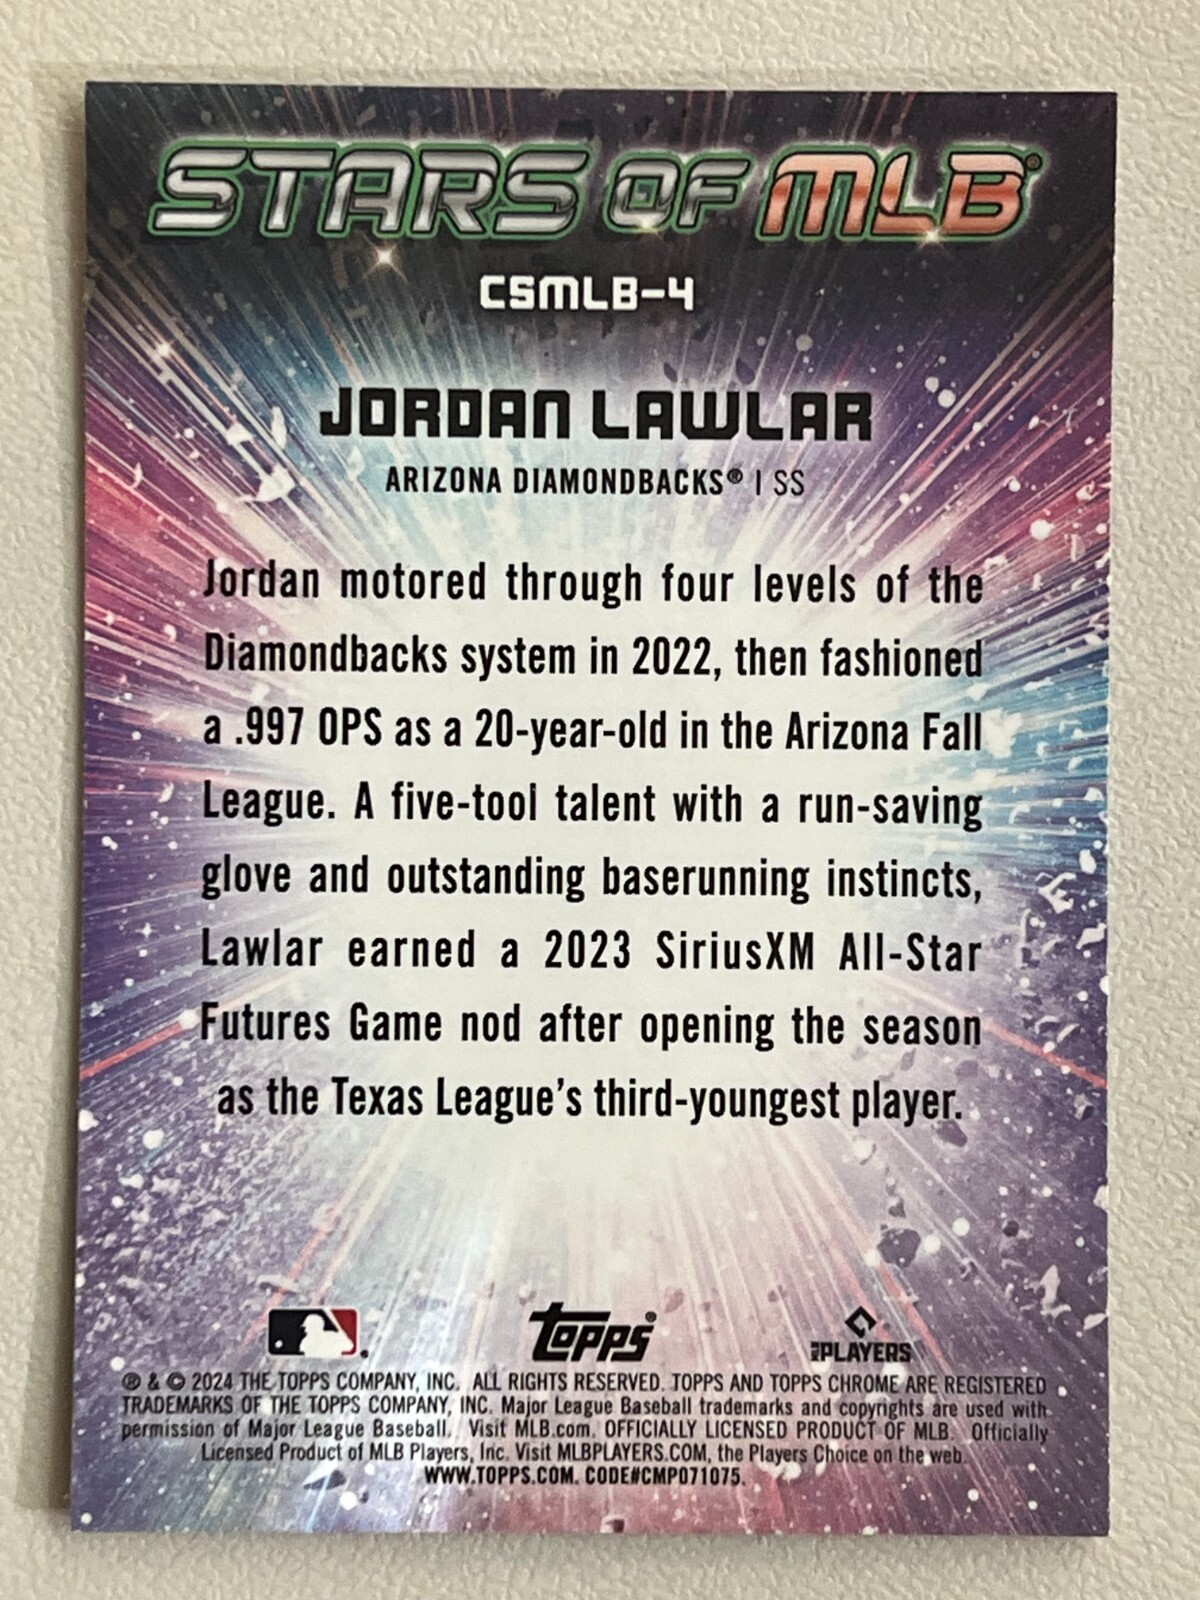 STARS OF MLB®
CSMLB-4
JORDAN LAWLAR
ARIZONA DIAMONDBACKS® | SS
Jordan motored through four levels of the
Diamondbacks system in 2022, then fashioned
a .997 OPS as a 20-year-old in the Arizona Fall
League. A five-tool talent with a run-saving
glove and outstanding baserunning instincts,
Lawlar earned a 2023 SiriusXM All-Star
Futures Game nod after opening the season
as the Texas League's third-youngest player.
topps®
MLB PLAYERS
® & © 2024 THE TOPPS COMPANY, INC. ALL RIGHTS RESERVED. TOPPS AND TOPPS CHROME ARE REGISTERED
TRADEMARKS OF THE TOPPS COMPANY, INC. Major League Baseball trademarks and copyrights are used with
permission of Major League Baseball. Visit MLB.com. OFFICIALLY LICENSED PRODUCT OF MLB. Officially
Licensed Product of MLB Players, Inc. Visit MLBPLAYERS.COM, the Players Choice on the web.
WWW.TOPPS.COM. CODE#CMP071075.